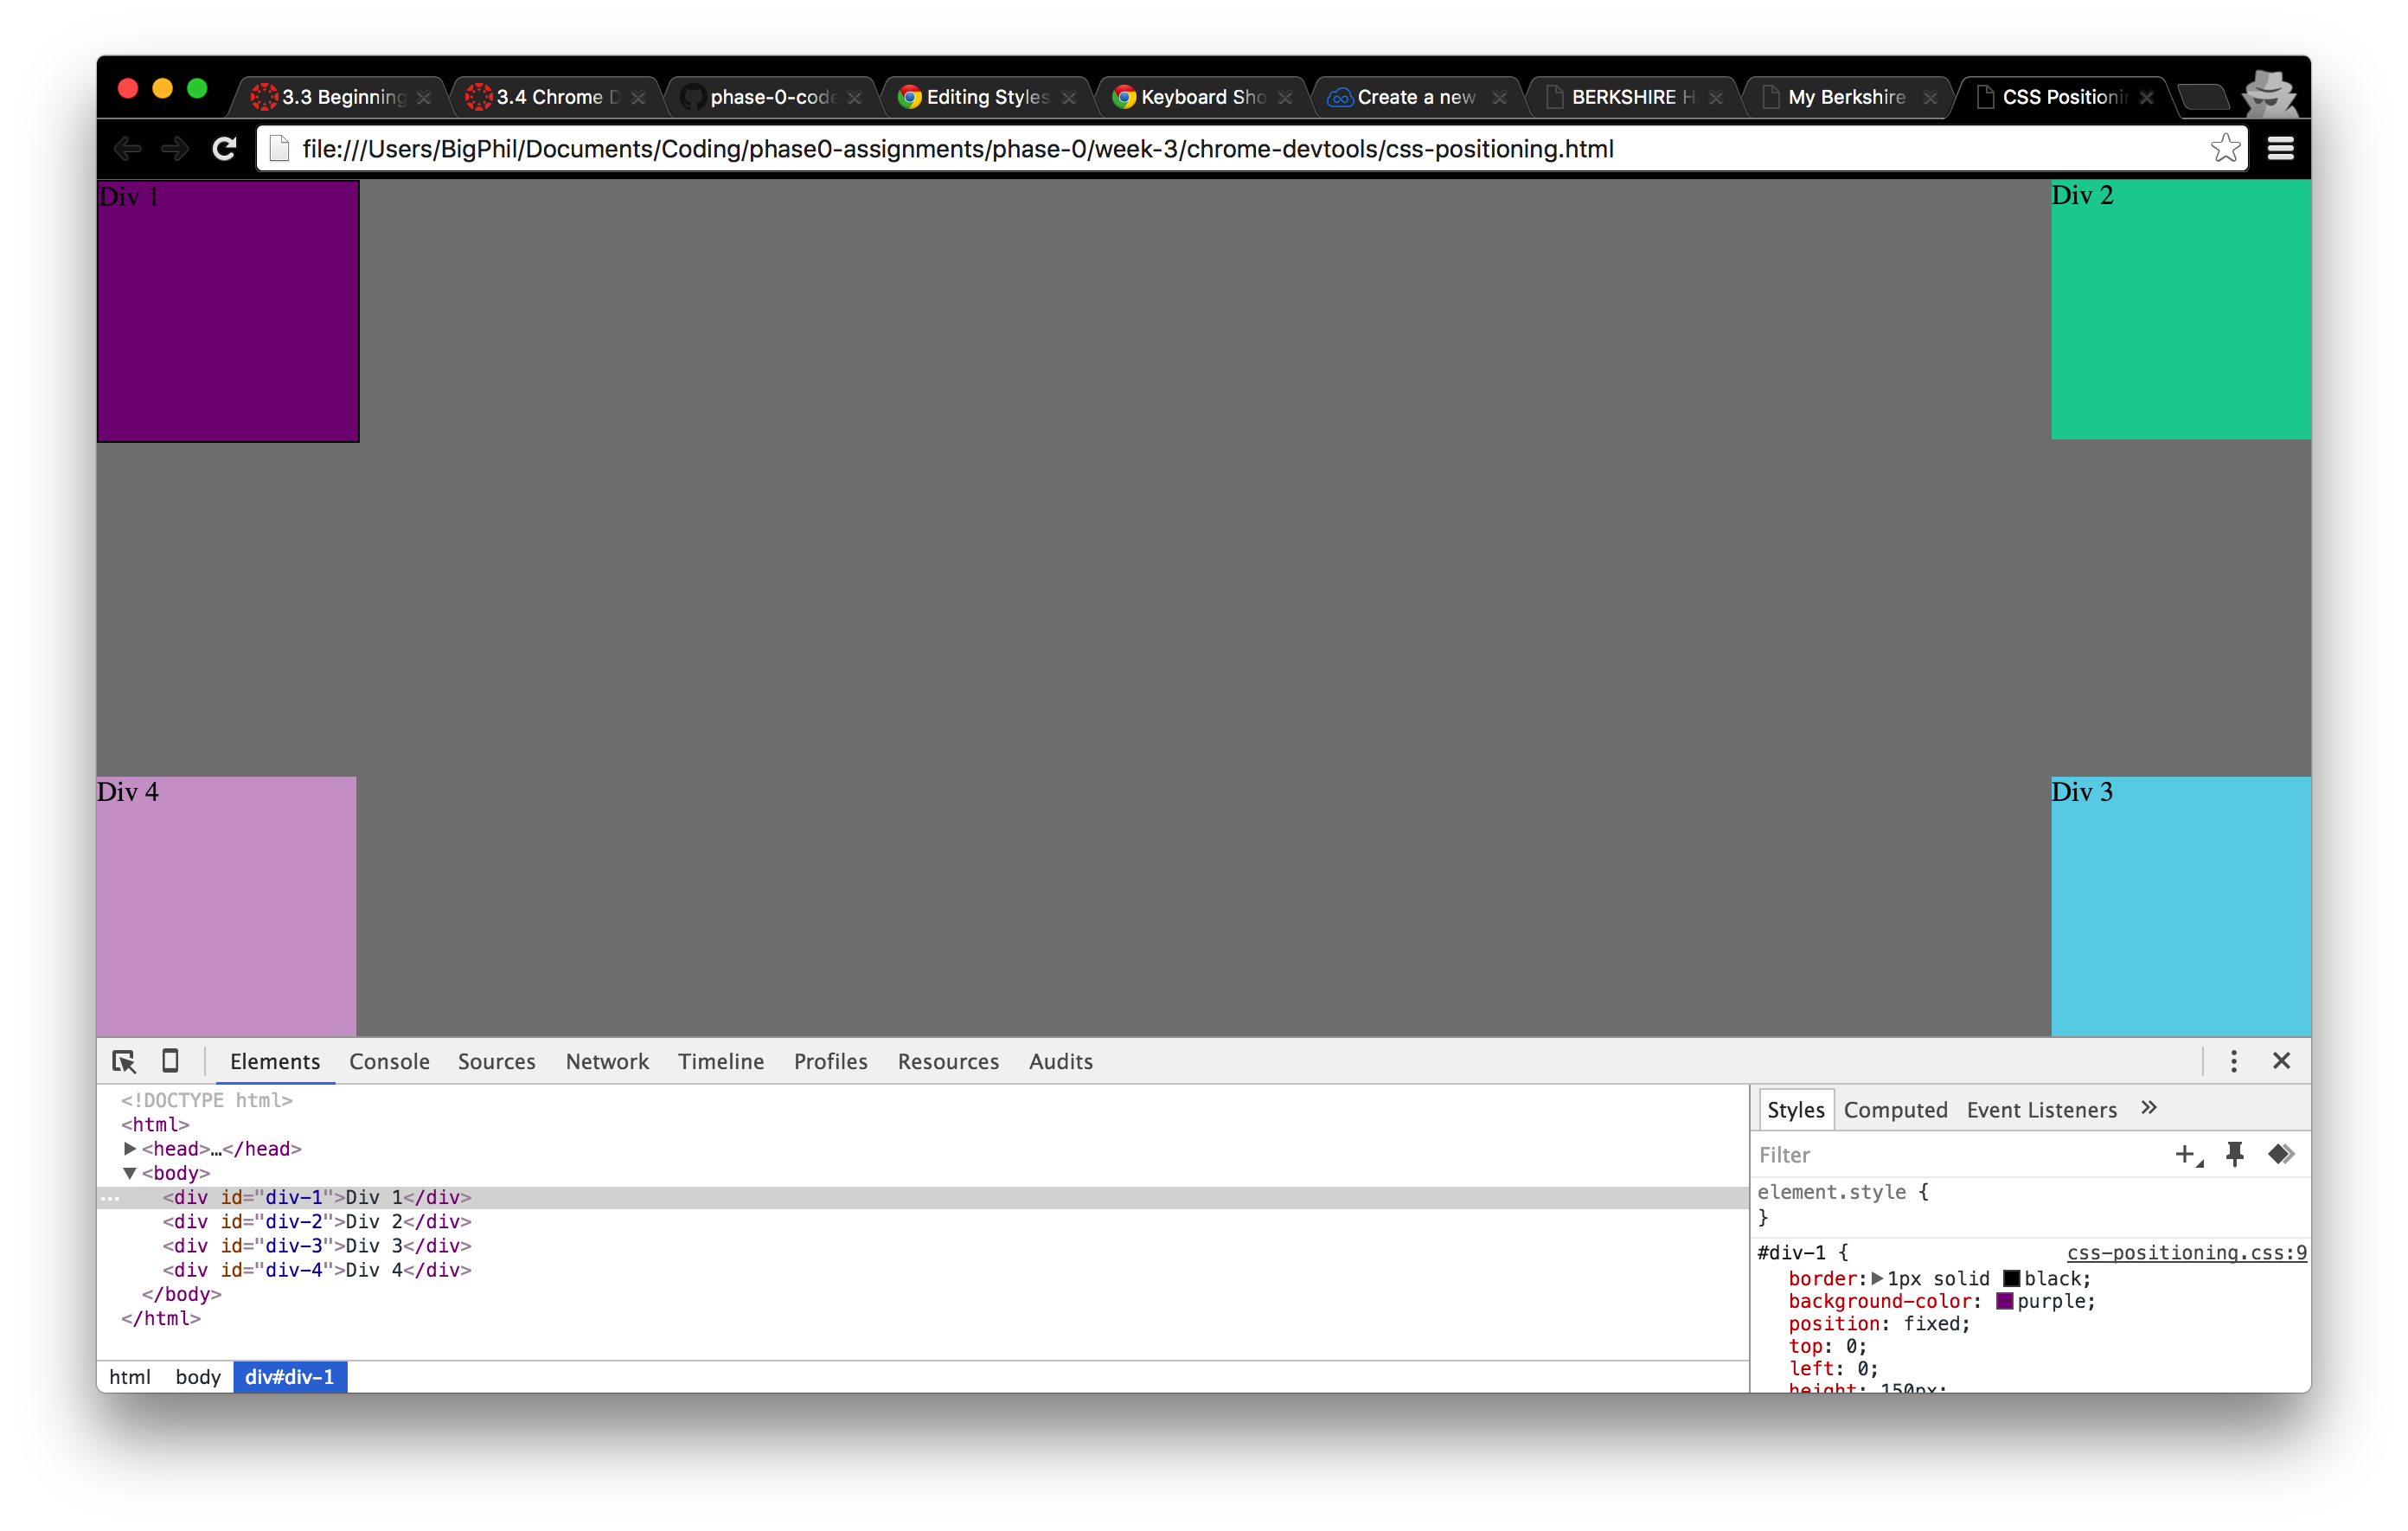 3.3 Beginning
3.4 Chrome D
phase-0-code
Editing Styles
Keyboard Sho
Create a new
BERKSHIRE H
My Berkshire
CSS Positionin
file:///Users/BigPhil/Documents/Coding/phase0-assignments/phase-0/week-3/chrome-devtools/css-positioning.html
Div 1
Div 2
Div 4
Div 3
Elements Console Sources Network Timeline Profiles Resources Audits
<!DOCTYPE html>
<html>
<head>…</head>
<body>
<div id="div-1">Div 1</div>
<div id="div-2">Div 2</div>
<div id="div-3">Div 3</div>
<div id="div-4">Div 4</div>
</body>
</html>
html body div#div-1
Styles Computed Event Listeners »
Filter
element.style {
}
#div-1 { css-positioning.css:9
border: 1px solid black;
background-color: purple;
position: fixed;
top: 0;
left: 0;
height: 150px;